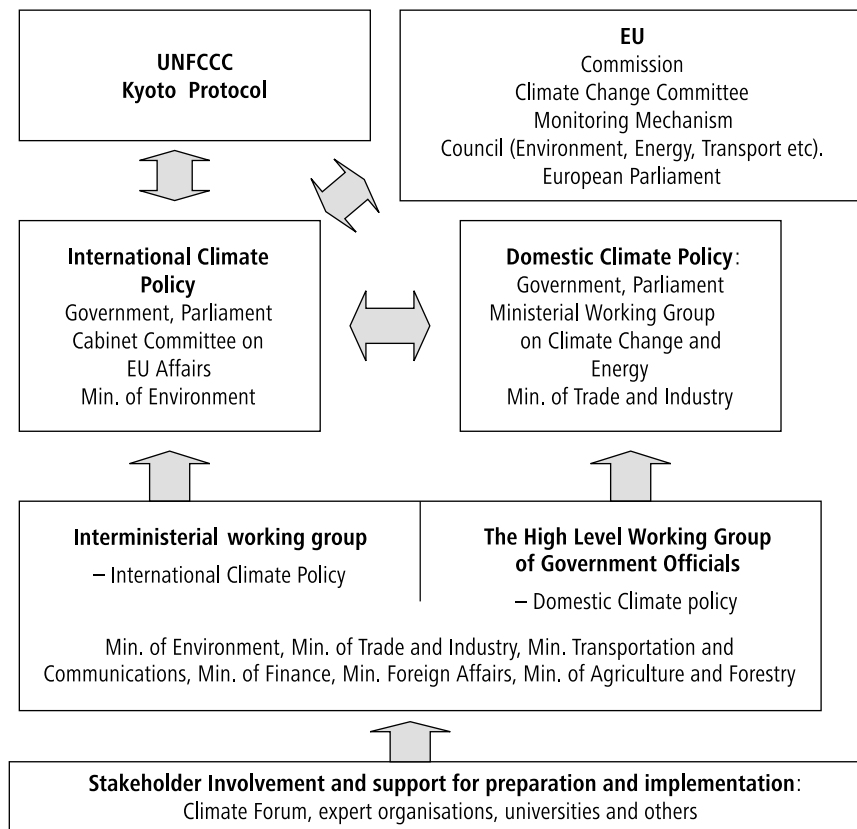 UNFCCC
Kyoto Protocol
EU
Commission
Climate Change Committee
Monitoring Mechanism
Council (Environment, Energy, Transport etc).
European Parliament
International Climate
Policy
Government, Parliament
Cabinet Committee on
EU Affairs
Min. of Environment
Domestic Climate Policy:
Government, Parliament
Ministerial Working Group
on Climate Change and
Energy
Min. of Trade and Industry
Interministerial working group
– International Climate Policy
The High Level Working Group
of Government Officials
– Domestic Climate policy
Min. of Environment, Min. of Trade and Industry, Min. Transportation and
Communications, Min. of Finance, Min. Foreign Affairs, Min. of Agriculture and Forestry
Stakeholder Involvement and support for preparation and implementation:
Climate Forum, expert organisations, universities and others